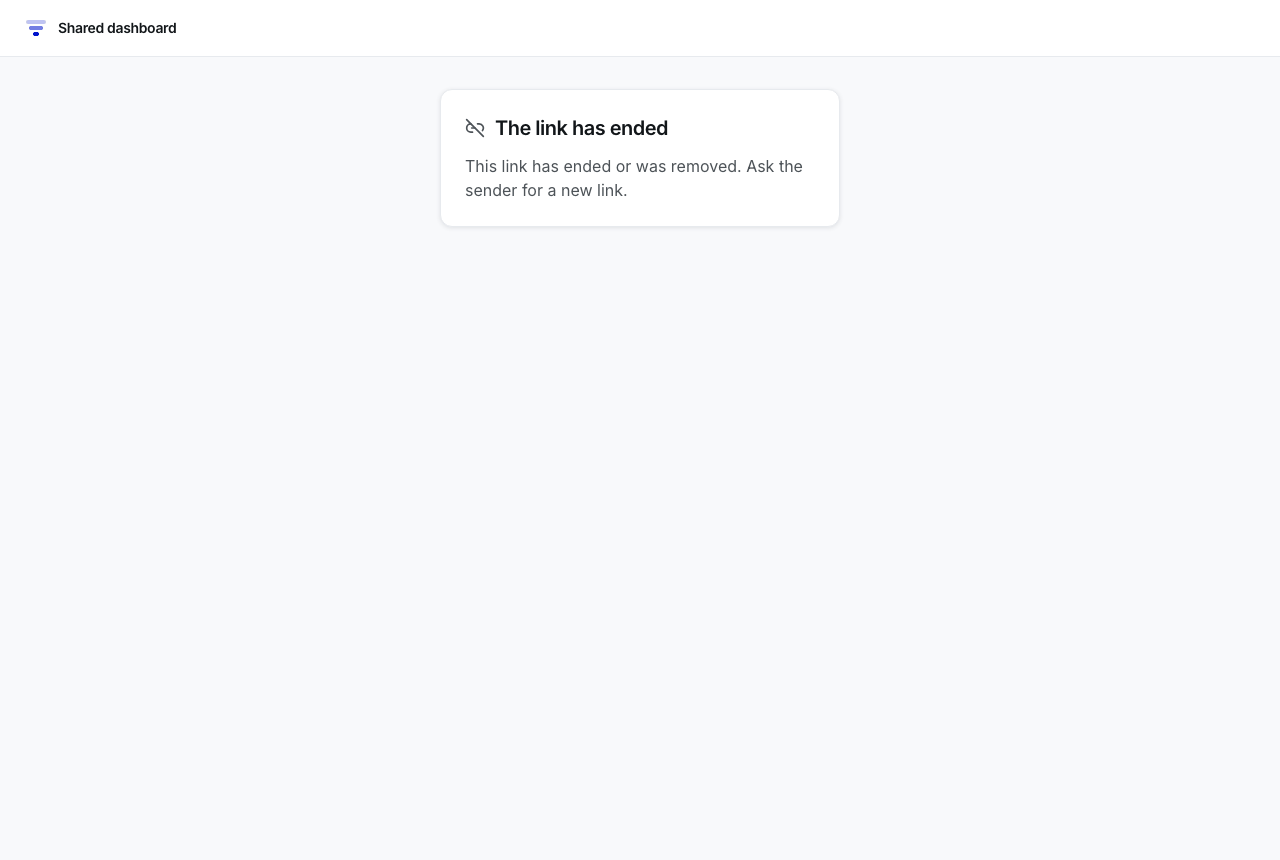 Shared dashboard
The link has ended
This link has ended or was removed. Ask the
sender for a new link.